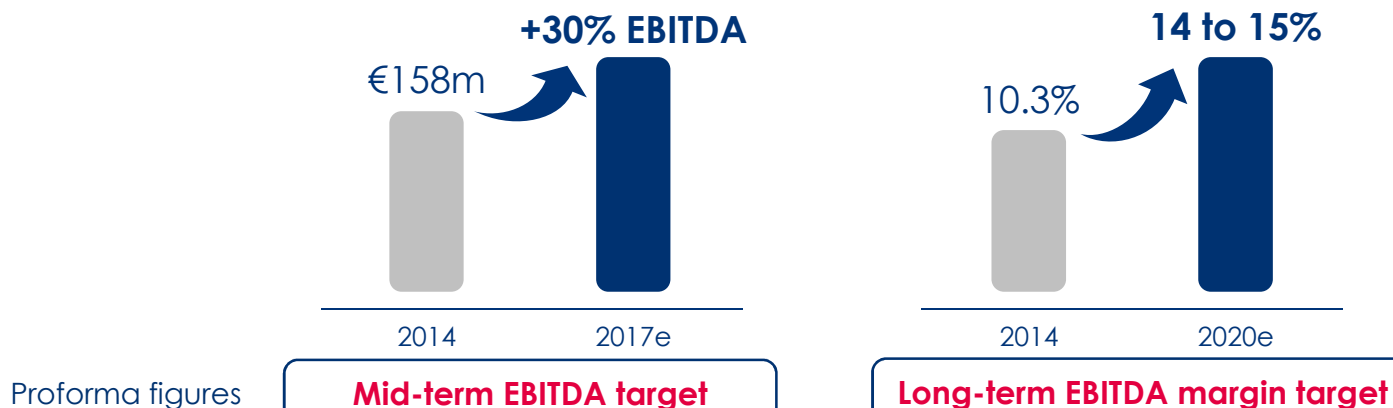 +30% EBITDA
€158m
2014
2017e
Mid-term EBITDA target
14 to 15%
10.3%
2014
2020e
Long-term EBITDA margin target
Proforma figures